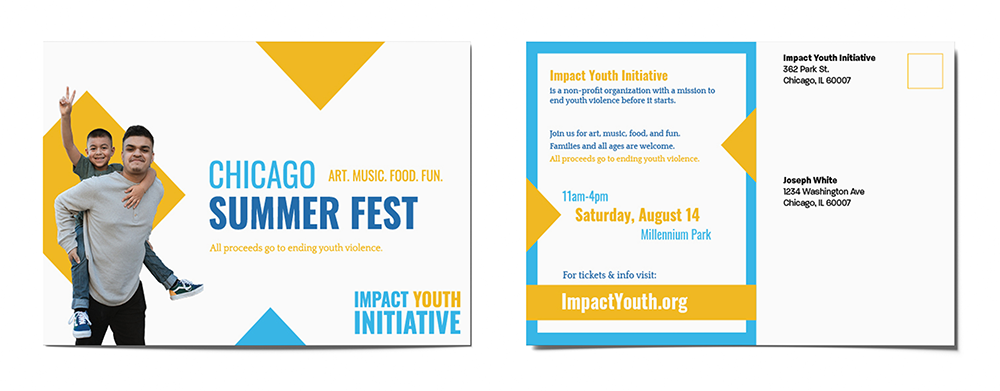 CHICAGO ART. MUSIC. FOOD. FUN.
SUMMER FEST
All proceeds go to ending youth violence.
IMPACT YOUTH
INITIATIVE
Impact Youth Initiative
is a non-profit organization with a mission to
end youth violence before it starts.
Join us for art, music, food, and fun.
Families and all ages are welcome.
All proceeds go to ending youth violence.
11am-4pm
Saturday, August 14
Millennium Park
For tickets & info visit:
ImpactYouth.org
Impact Youth Initiative
362 Park St.
Chicago, IL 60007
Joseph White
1234 Washington Ave
Chicago, IL 60007